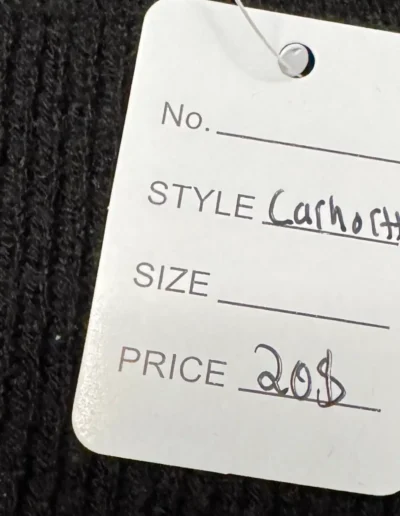 No.
STYLE Carhortt
SIZE
PRICE 20$